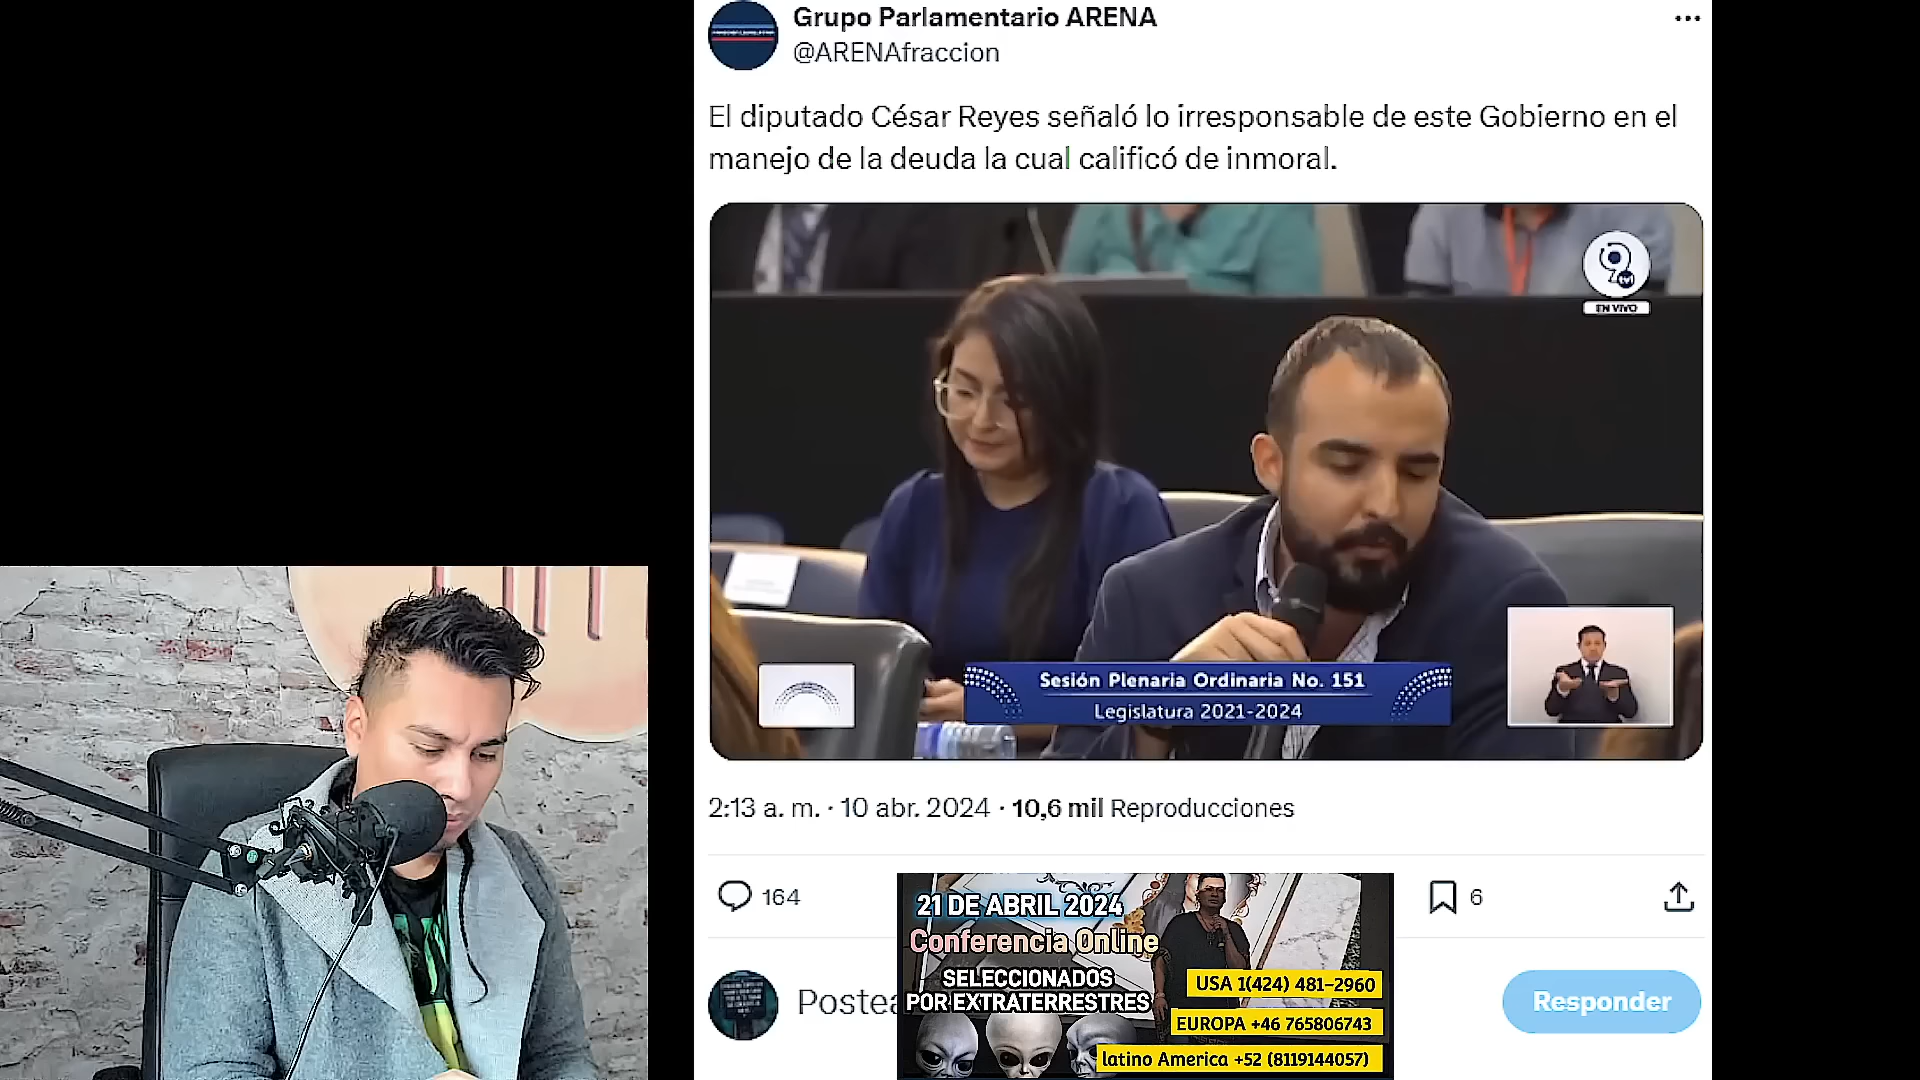 Grupo Parlamentario ARENA
@ARENAfraccion
El diputado César Reyes señaló lo irresponsable de este Gobierno en el
manejo de la deuda la cual calificó de inmoral.
9
tvl
EN VIVO
Sesión Plenaria Ordinaria No. 151
Legislatura 2021-2024
2:13 a. m. · 10 abr. 2024 · 10,6 mil Reproducciones
164
6
Postea
Responder
21 DE ABRIL 2024
Conferencia Online
SELECCIONADOS
POR EXTRATERRESTRES
USA 1(424) 481-2960
EUROPA +46 765806743
latino America +52 (8119144057)